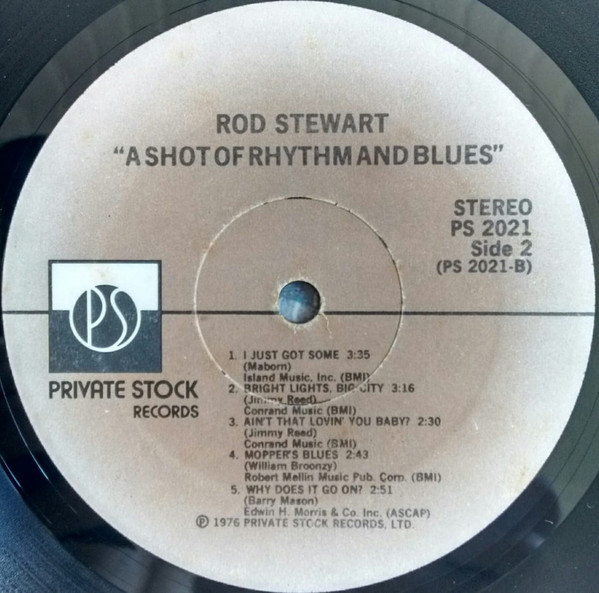 ROD STEWART
"A SHOT OF RHYTHM AND BLUES"
STEREO
PS 2021
Side 2
(PS 2021-B)
PS
PRIVATE STOCK
RECORDS
1. I JUST GOT SOME 3:35
(Maborn)
Island Music, Inc. (BMI)
2. BRIGHT LIGHTS, BIG CITY 3:16
(Jimmy Reed)
Conrand Music (BMI)
3. AIN'T THAT LOVIN' YOU BABY? 2:30
(Jimmy Reed)
Conrand Music (BMI)
4. MOPPER'S BLUES 2:43
(William Broonzy)
Robert Mellin Music Pub. Corp. (BMI)
5. WHY DOES IT GO ON? 2:51
(Barry Mason)
Edwin H. Morris & Co. Inc. (ASCAP)
℗ 1976 PRIVATE STOCK RECORDS, LTD.